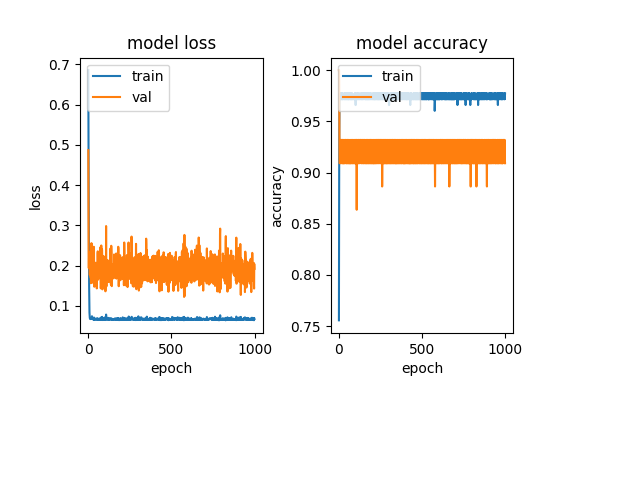 model loss
train
val
0.7
0.6
0.5
0.4
0.3
0.2
0.1
loss
0 500 1000
epoch
model accuracy
train
val
1.00
0.95
0.90
0.85
0.80
0.75
accuracy
0 500 1000
epoch